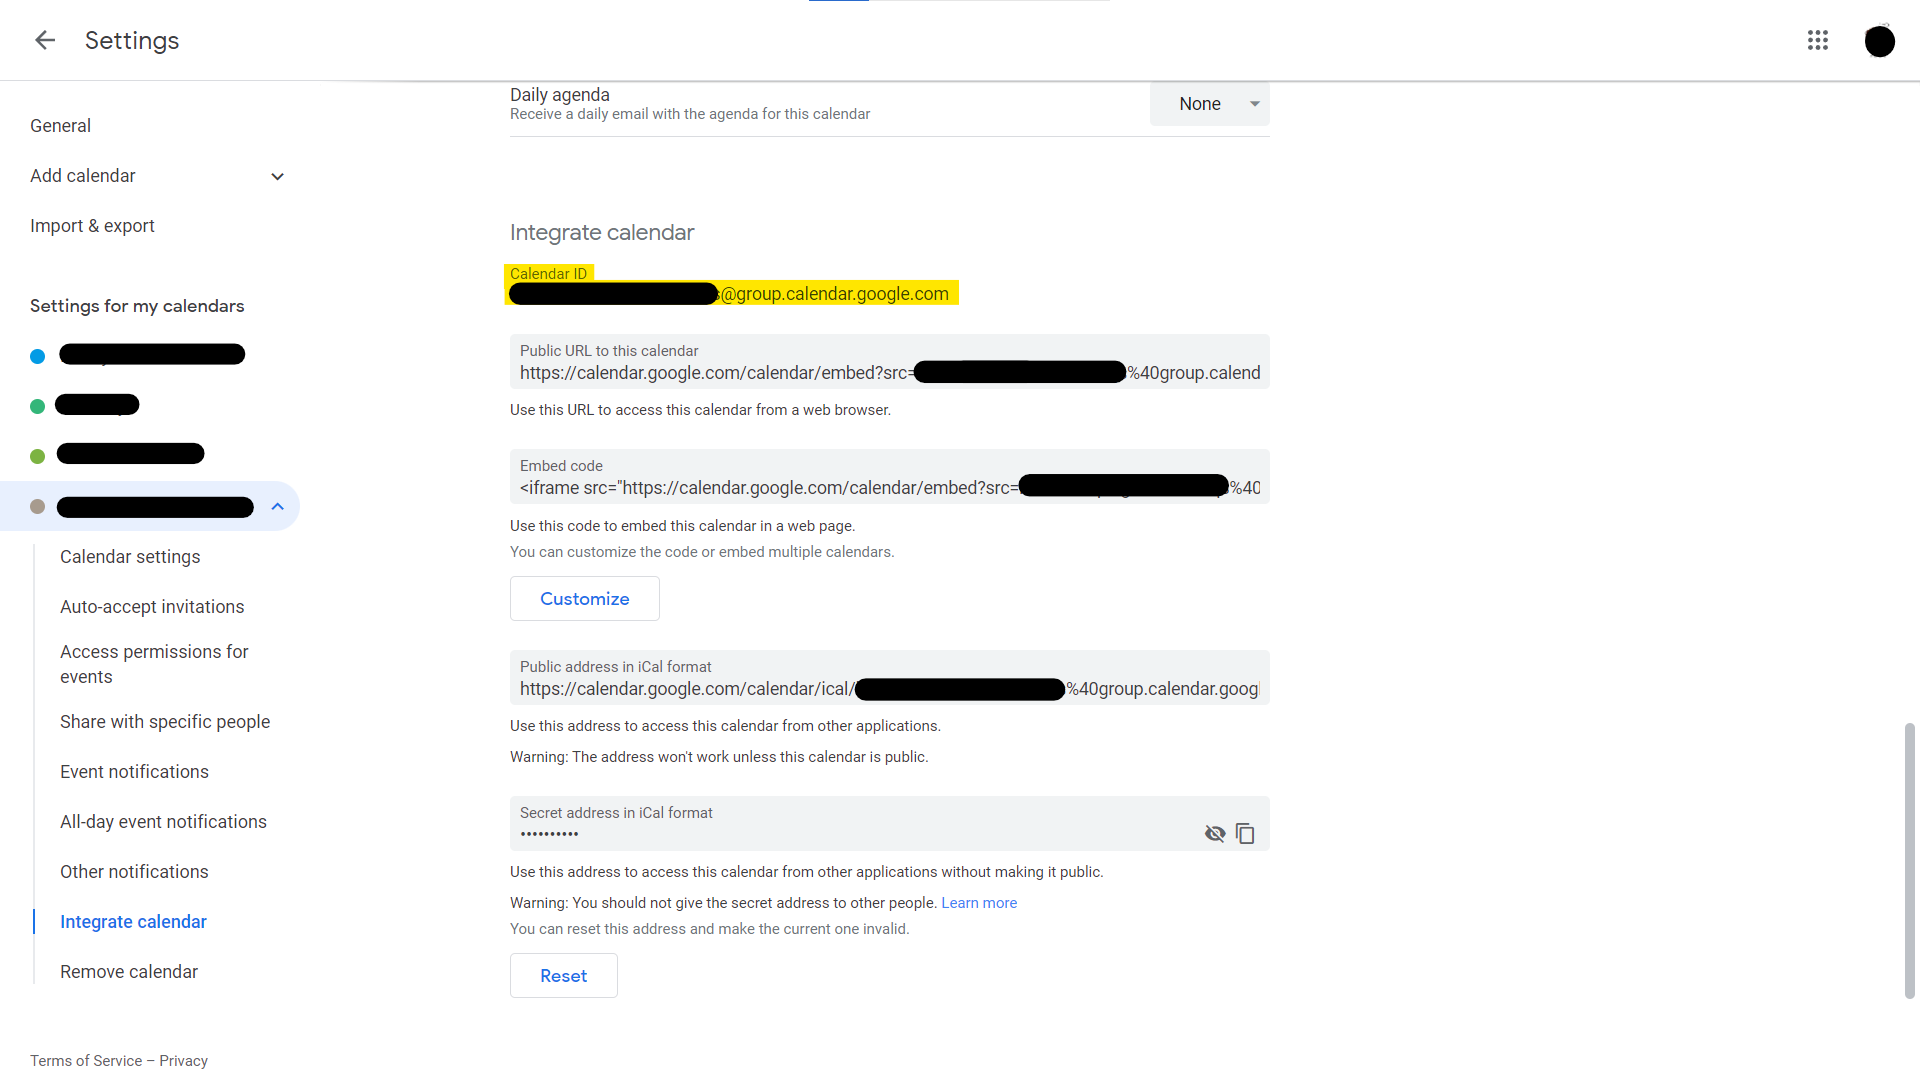 Settings
General
Add calendar
Import & export
Settings for my calendars
Calendar settings
Auto-accept invitations
Access permissions for
events
Share with specific people
Event notifications
All-day event notifications
Other notifications
Integrate calendar
Remove calendar
Terms of Service – Privacy
Daily agenda
Receive a daily email with the agenda for this calendar
None
Integrate calendar
Calendar ID
@group.calendar.google.com
Public URL to this calendar
https://calendar.google.com/calendar/embed?src= %40group.calend
Use this URL to access this calendar from a web browser.
Embed code
<iframe src="https://calendar.google.com/calendar/embed?src= %40
Use this code to embed this calendar in a web page.
You can customize the code or embed multiple calendars.
Customize
Public address in iCal format
https://calendar.google.com/calendar/ical/ %40group.calendar.googl
Use this address to access this calendar from other applications.
Warning: The address won't work unless this calendar is public.
Secret address in iCal format
••••••••••
Use this address to access this calendar from other applications without making it public.
Warning: You should not give the secret address to other people. Learn more
You can reset this address and make the current one invalid.
Reset